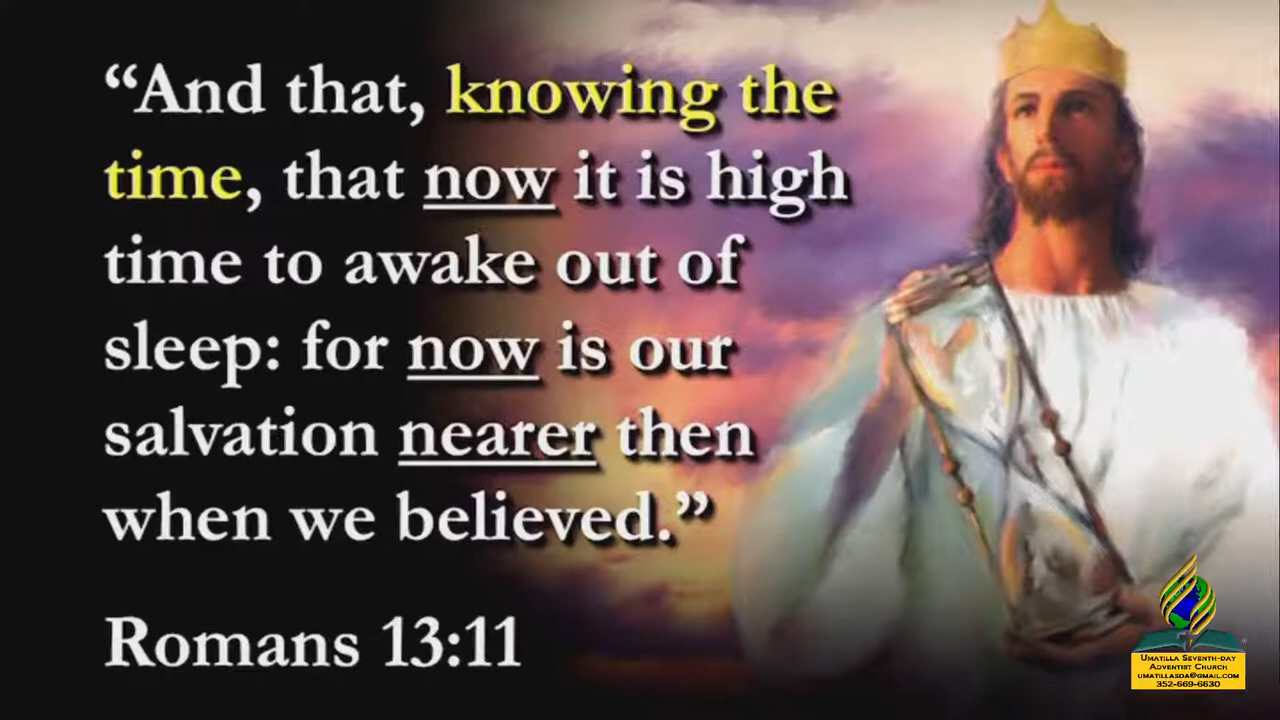 “And that, knowing the
time, that now it is high
time to awake out of
sleep: for now is our
salvation nearer then
when we believed.”
Romans 13:11
Umatilla Seventh-day
Adventist Church
umatillasda@gmail.com
352-669-6630